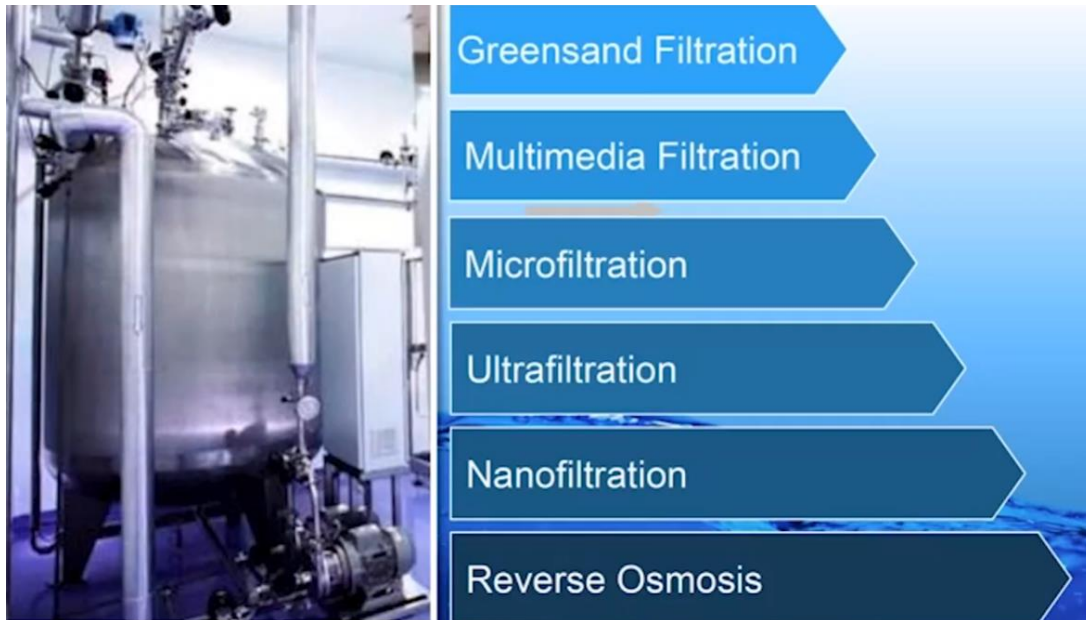 Greensand Filtration
Multimedia Filtration
Microfiltration
Ultrafiltration
Nanofiltration
Reverse Osmosis